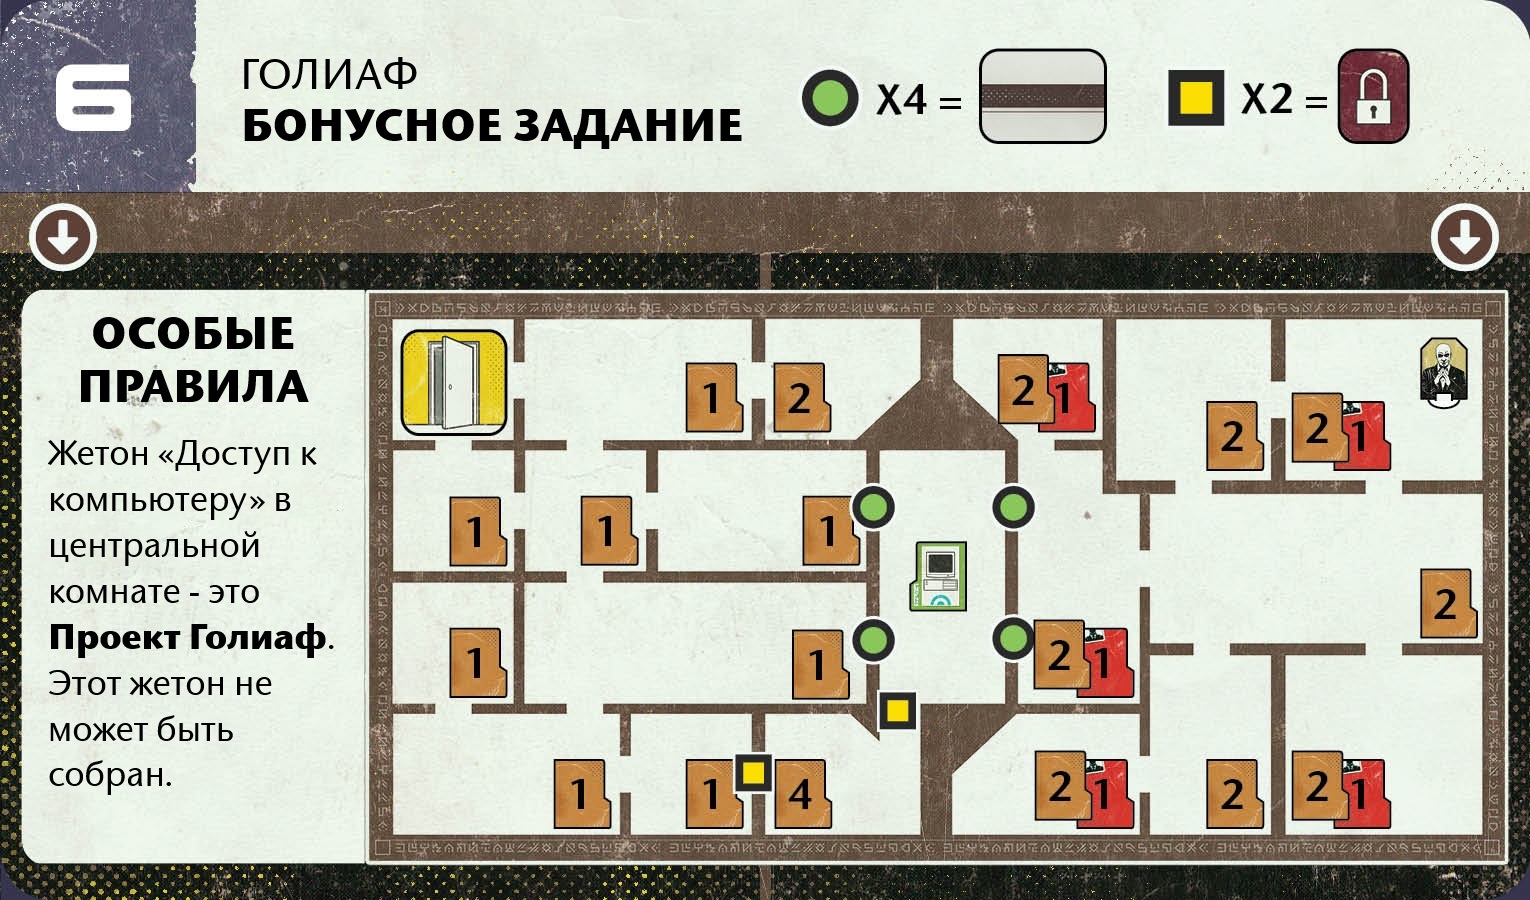 6
ГОЛИАФ
БОНУСНОЕ ЗАДАНИЕ
X4 =
X2 =
ОСОБЫЕ
ПРАВИЛА
Жетон «Доступ к
компьютеру» в
центральной
комнате - это
Проект Голиаф.
Этот жетон не
может быть
собран.
1
2
2
1
2
2
1
1
1
1
2
1
1
2
1
1
1
4
2
1
2
2
1